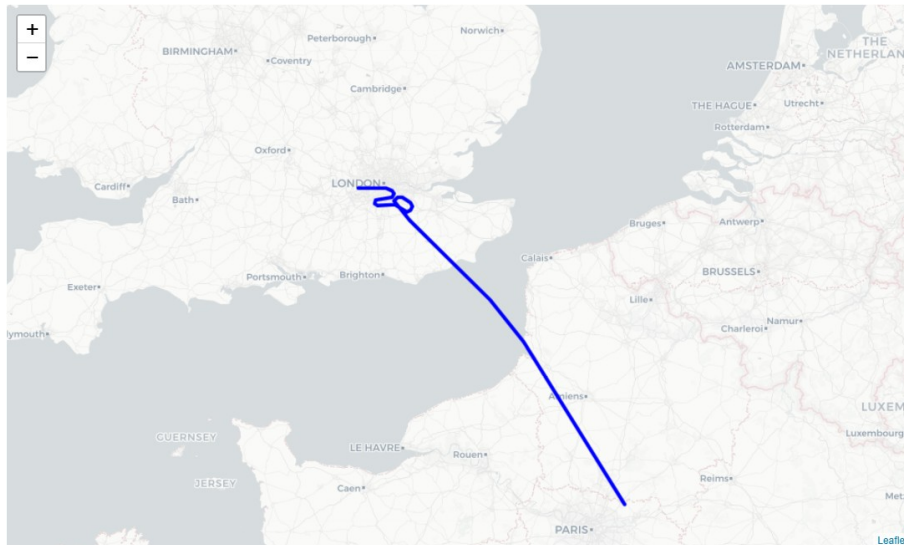 +
−
Norwich
Peterborough
BIRMINGHAM
Coventry
THE
NETHERLAN
AMSTERDAM
Cambridge
THE HAGUE
Utrecht
Rotterdam
Oxford
LONDON
Cardiff
Bath
Bruges
Antwerp
Calais
BRUSSELS
Portsmouth
Brighton
Exeter
Lille
Namur
Charleroi
lymouth
Amiens
LUXEM
GUERNSEY
Luxembourg
LE HAVRE
Rouen
JERSEY
Reims
Caen
Met
PARIS
Leafle